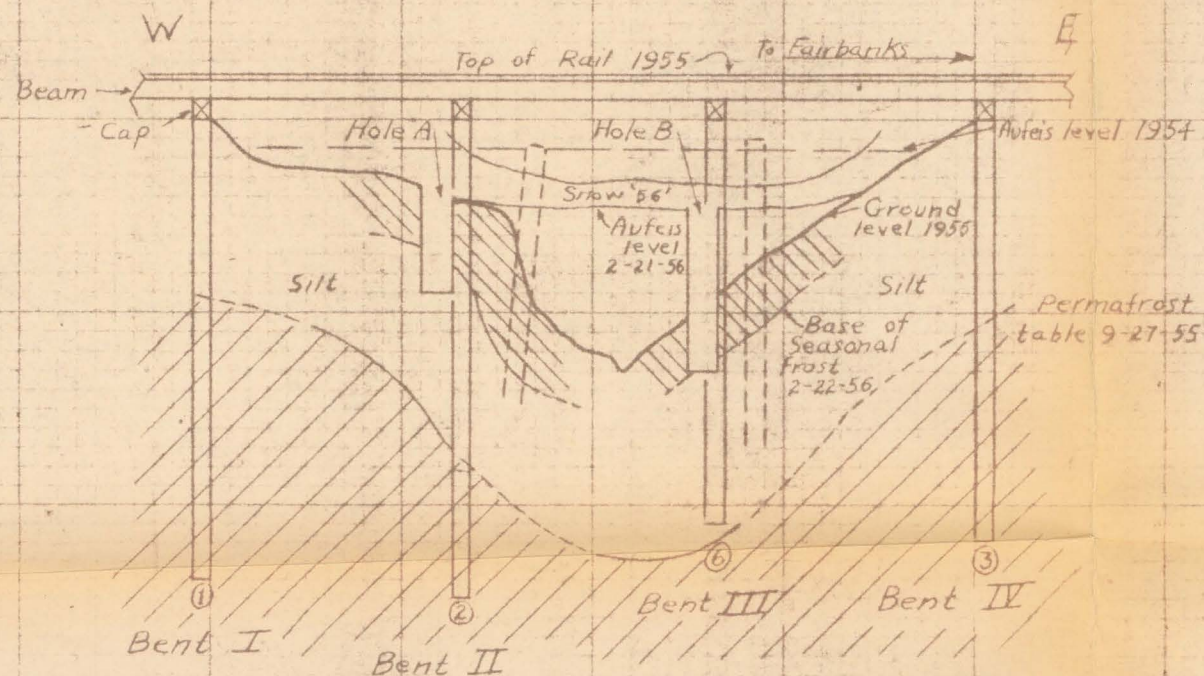 W
E
Top of Rail 1955
To Fairbanks
Beam
Cap
Hole A
Hole B
Aufeis level 1954
Snow '56'
Aufeis
level
2-21-56
Ground
level 1955
Silt
Silt
Permafrost
table 9-27-55
Base of
Seasonal
frost
2-22-56
1
2
6
3
Bent I
Bent II
Bent III
Bent IV